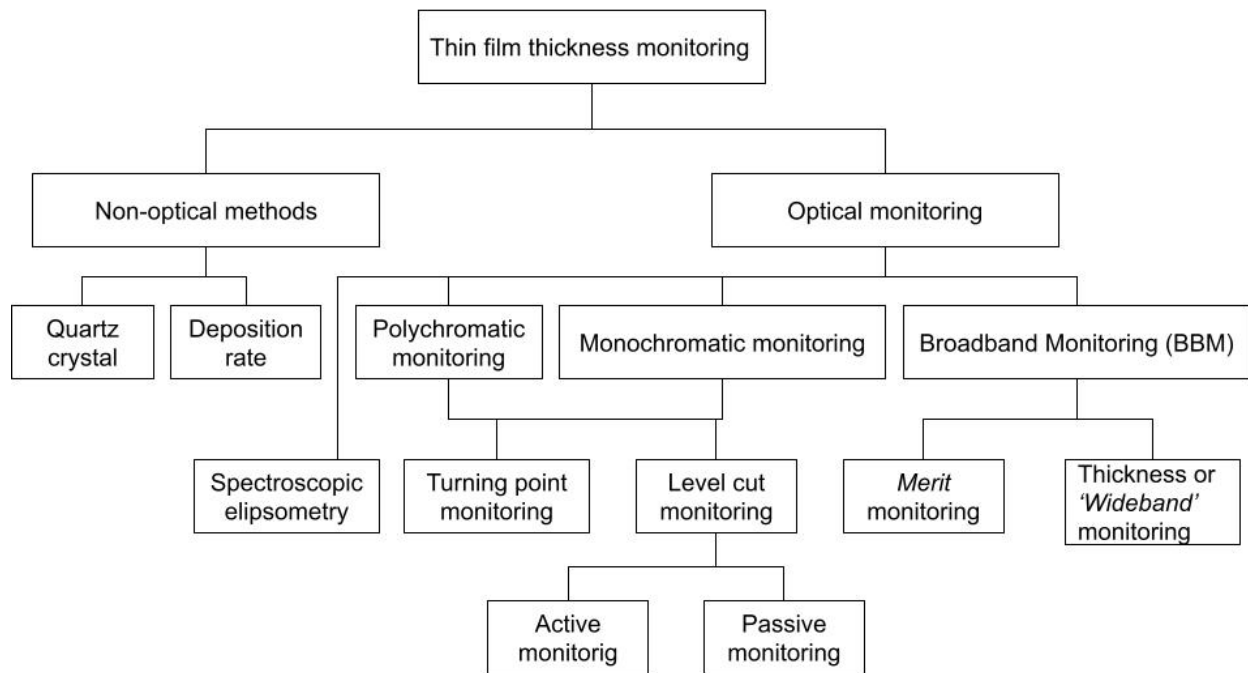 Thin film thickness monitoring
Non-optical methods
Optical monitoring
Quartz
crystal
Deposition
rate
Polychromatic
monitoring
Monochromatic monitoring
Broadband Monitoring (BBM)
Spectroscopic
elipsometry
Turning point
monitoring
Level cut
monitoring
Merit
monitoring
Thickness or
‘Wideband’
monitoring
Active
monitorig
Passive
monitoring